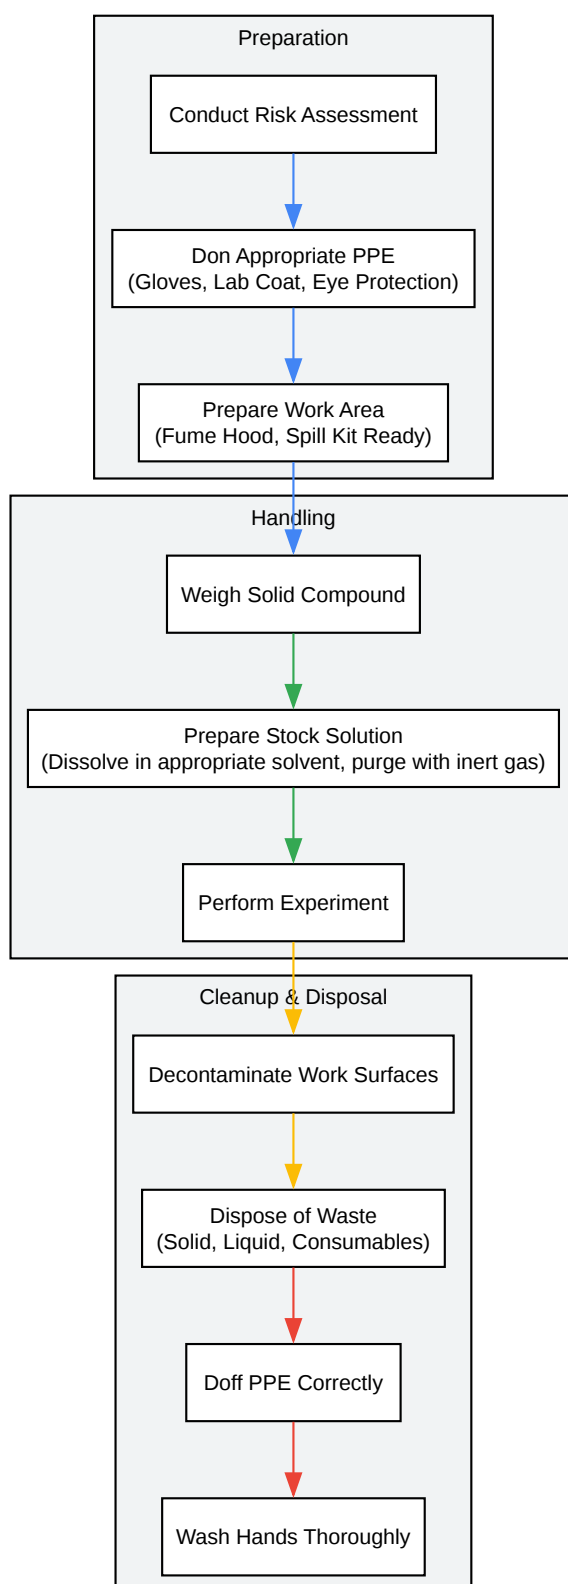 Preparation
Conduct Risk Assessment
Don Appropriate PPE
(Gloves, Lab Coat, Eye Protection)
Prepare Work Area
(Fume Hood, Spill Kit Ready)
Handling
Weigh Solid Compound
Prepare Stock Solution
(Dissolve in appropriate solvent, purge with inert gas)
Perform Experiment
Cleanup & Disposal
Decontaminate Work Surfaces
Dispose of Waste
(Solid, Liquid, Consumables)
Doff PPE Correctly
Wash Hands Thoroughly